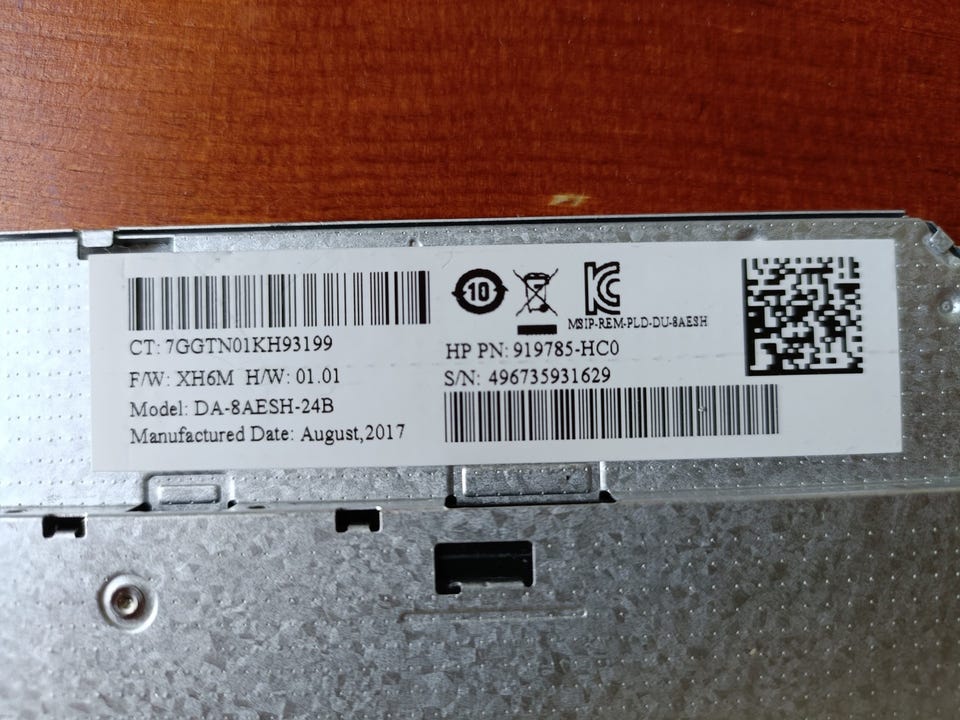 10
MSIP-REM-PLD-DU-8AESH
CT: 7GGTN01KH93199
HP PN: 919785-HC0
F/W: XH6M H/W: 01.01
S/N: 496735931629
Model: DA-8AESH-24B
Manufactured Date: August,2017